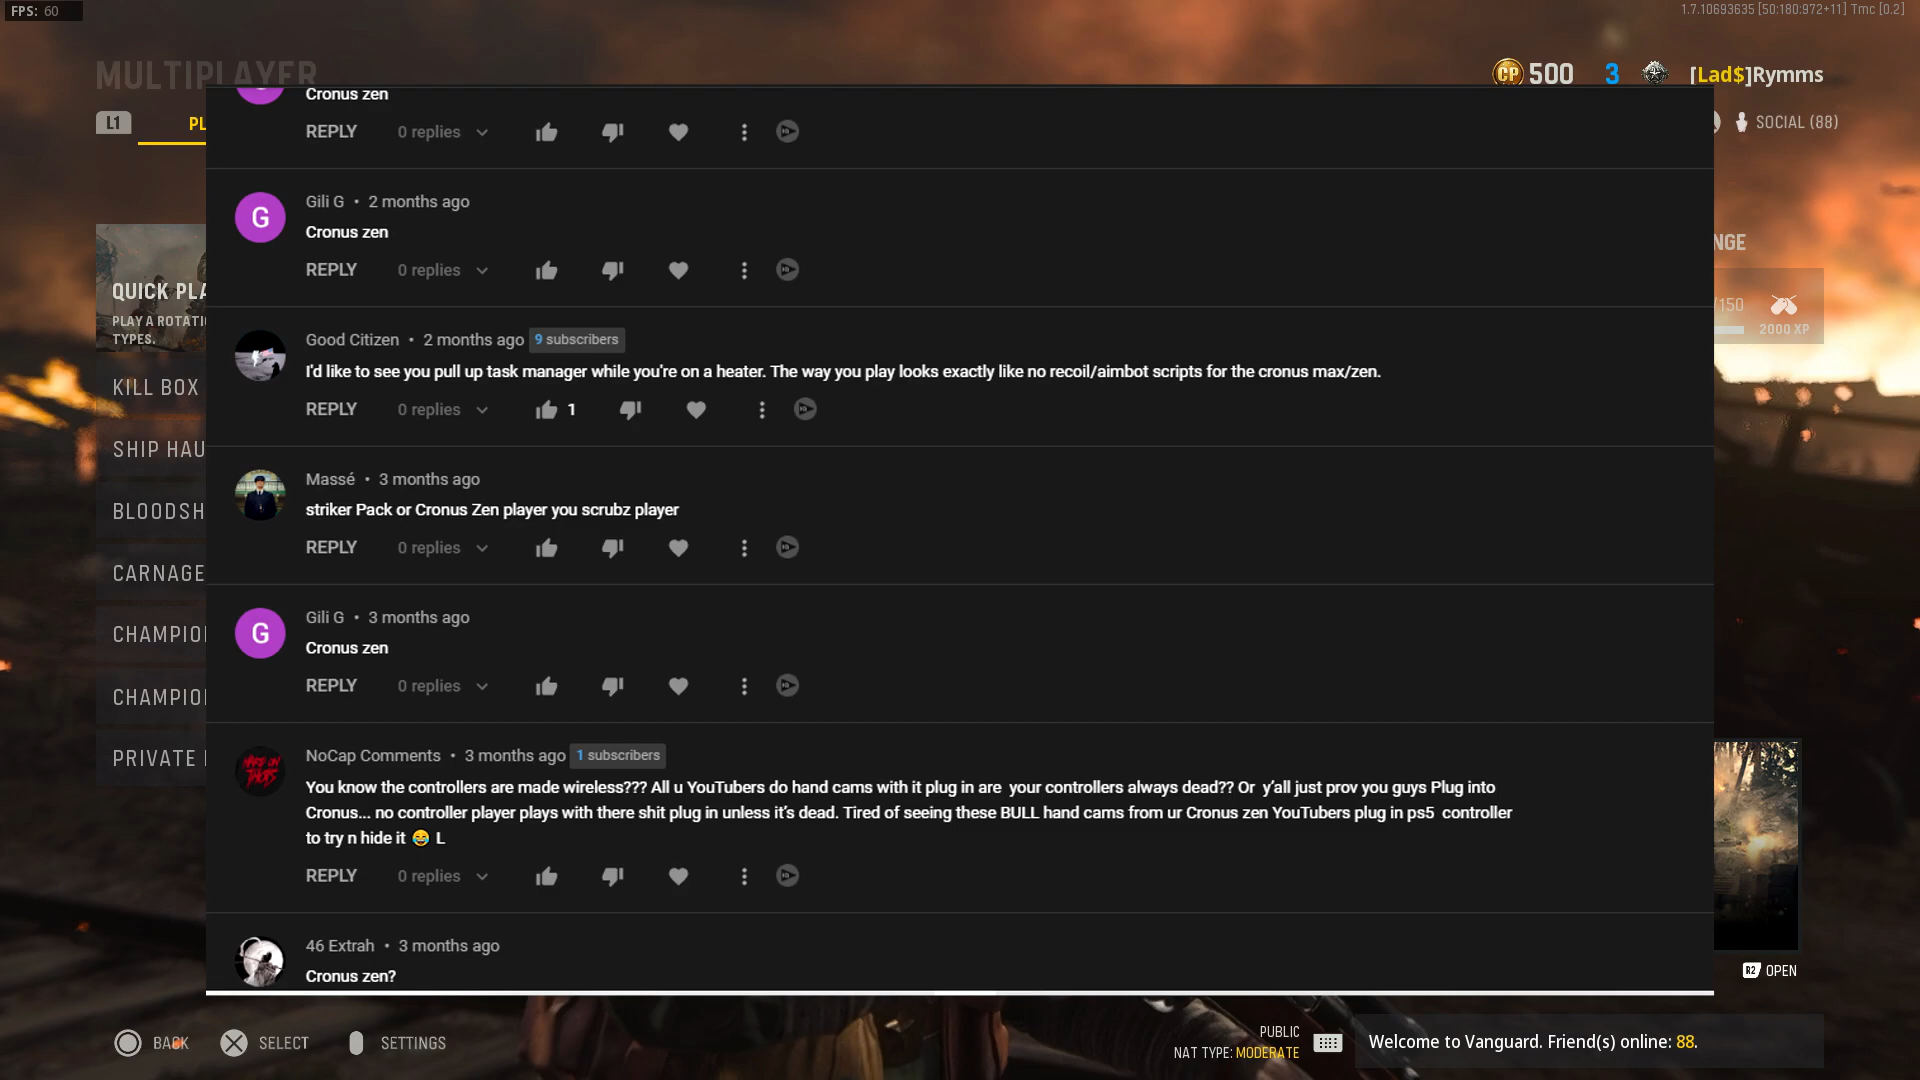 FPS: 60
1.7.10693635 [50:180:972+11] Tmc [0.2]
MULTIPLAYER
CP 500 3 [Lad$]Rymms
L1
SOCIAL (88)
Cronus zen
REPLY 0 replies
G
Gili G • 2 months ago
Cronus zen
REPLY 0 replies
NGE
QUICK PLA
PLAY A ROTATI
TYPES.
/150
2000 XP
Good Citizen • 2 months ago 9 subscribers
I'd like to see you pull up task manager while you're on a heater. The way you play looks exactly like no recoil/aimbot scripts for the cronus max/zen.
KILL BOX
REPLY 0 replies 1
SHIP HAU
Massé • 3 months ago
striker Pack or Cronus Zen player you scrubz player
BLOODSH
REPLY 0 replies
CARNAGE
G
Gili G • 3 months ago
Cronus zen
CHAMPIO
REPLY 0 replies
CHAMPIO
PRIVATE
NoCap Comments • 3 months ago 1 subscribers
You know the controllers are made wireless??? All u YouTubers do hand cams with it plug in are your controllers always dead?? Or y’all just prov you guys Plug into
Cronus... no controller player plays with there shit plug in unless it’s dead. Tired of seeing these BULL hand cams from ur Cronus zen YouTubers plug in ps5 controller
to try n hide it 😂 L
REPLY 0 replies
46 Extrah • 3 months ago
Cronus zen?
R2 OPEN
BACK SELECT SETTINGS
PUBLIC
NAT TYPE: MODERATE
Welcome to Vanguard. Friend(s) online: 88.